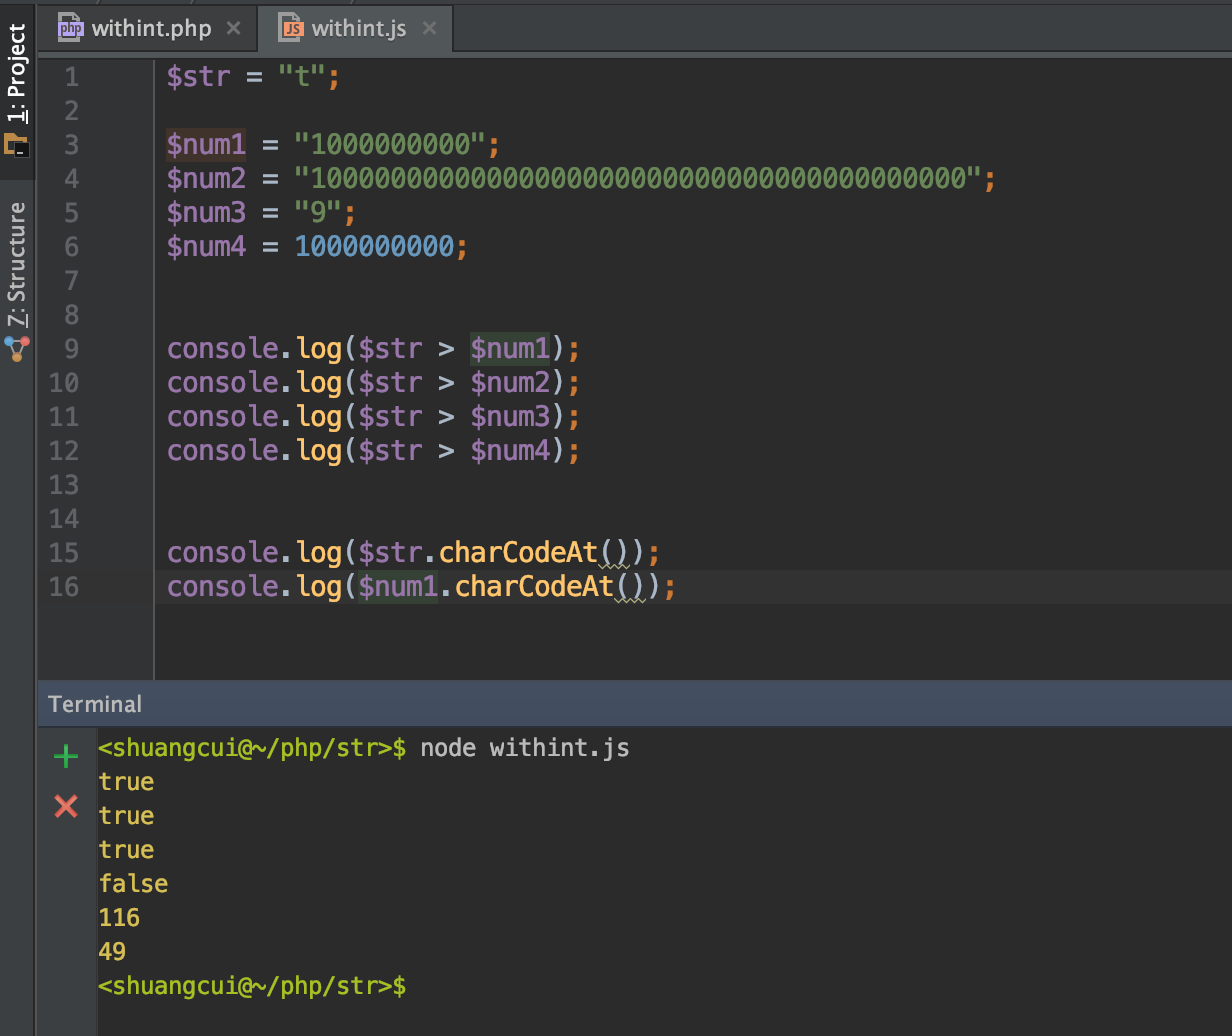 withint.php
withint.js
1: Project
Z: Structure
1 $str = "t";
2
3 $num1 = "1000000000";
4 $num2 = "10000000000000000000000000000000000000000";
5 $num3 = "9";
6 $num4 = 1000000000;
7
8
9 console.log($str > $num1);
10 console.log($str > $num2);
11 console.log($str > $num3);
12 console.log($str > $num4);
13
14
15 console.log($str.charCodeAt());
16 console.log($num1.charCodeAt());
Terminal
<shuangcui@~/php/str>$ node withint.js
true
true
true
false
116
49
<shuangcui@~/php/str>$